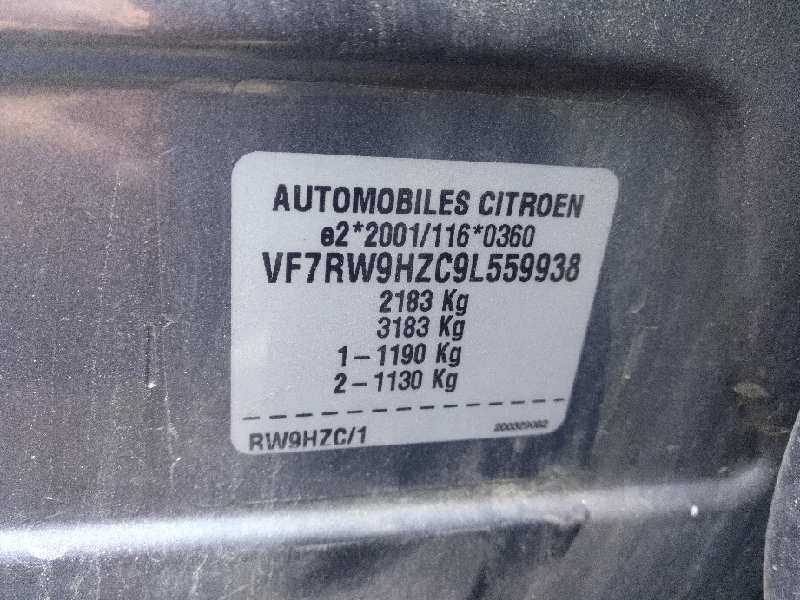 AUTOMOBILES CITROEN
e2*2001/116*0360
VF7RW9HZC9L559938
2183 Kg
3183 Kg
1-1190 Kg
2-1130 Kg
RW9HZC/1